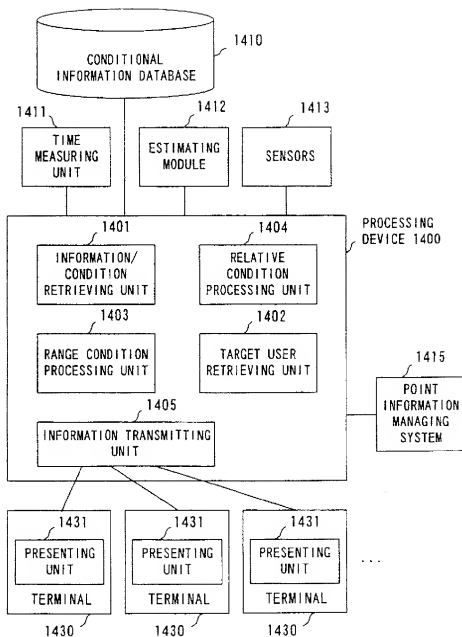 1410
CONDITIONAL
INFORMATION DATABASE
1411
1412
1413
TIME
MEASURING
UNIT
ESTIMATING
MODULE
SENSORS
PROCESSING
DEVICE 1400
1401
1404
INFORMATION/
CONDITION
RETRIEVING UNIT
RELATIVE
CONDITION
PROCESSING UNIT
1403
1402
RANGE CONDITION
PROCESSING UNIT
TARGET USER
RETRIEVING UNIT
1415
POINT
INFORMATION
MANAGING
SYSTEM
1405
INFORMATION TRANSMITTING
UNIT
1431
1431
1431
PRESENTING
UNIT
PRESENTING
UNIT
PRESENTING
UNIT
...
TERMINAL
TERMINAL
TERMINAL
1430
1430
1430